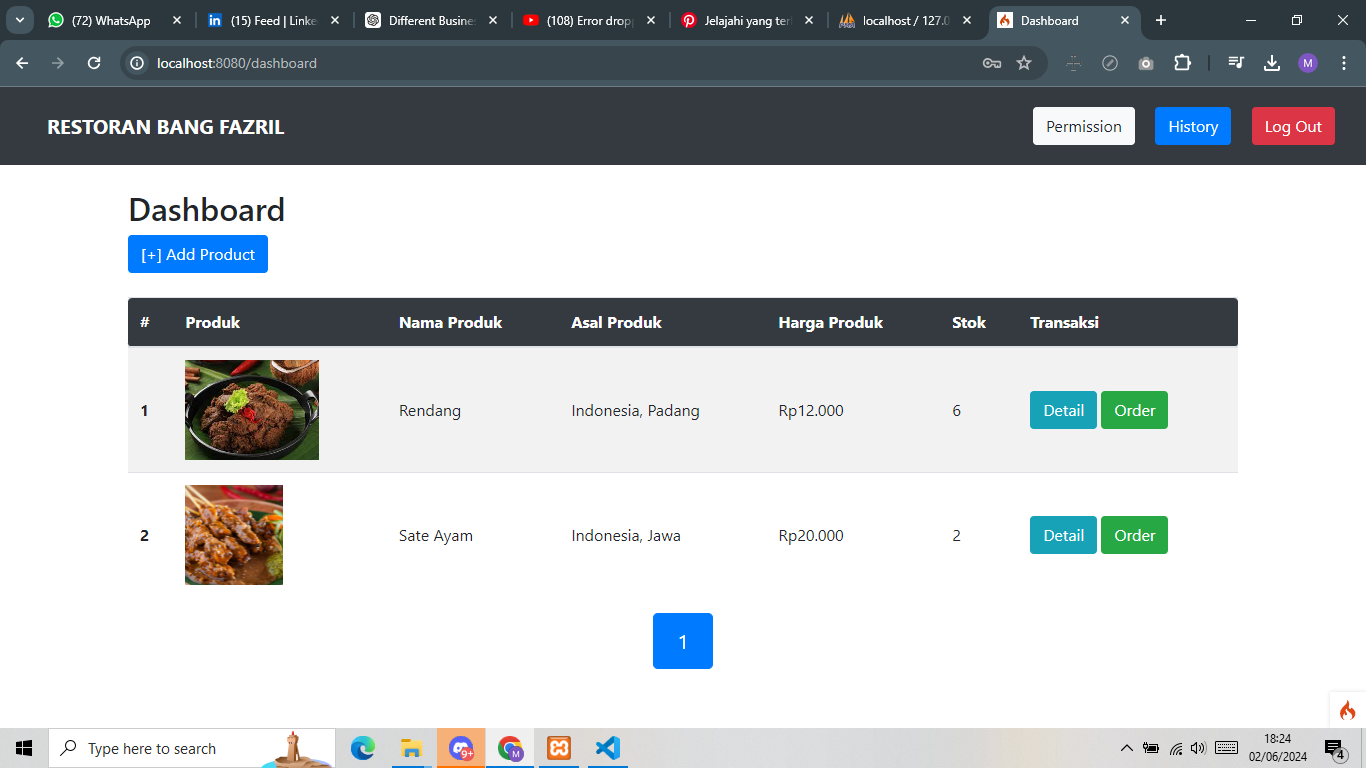 (72) WhatsApp
(15) Feed | Linke
Different Busine
(108) Error drop
Jelajahi yang ter
localhost / 127.0
Dashboard
localhost:8080/dashboard
M
RESTORAN BANG FAZRIL
Permission
History
Log Out
Dashboard
[+] Add Product
# Produk Nama Produk Asal Produk Harga Produk Stok Transaksi
1 Rendang Indonesia, Padang Rp12.000 6 Detail Order
2 Sate Ayam Indonesia, Jawa Rp20.000 2 Detail Order
1
Type here to search
9+
M
18:24
02/06/2024
4